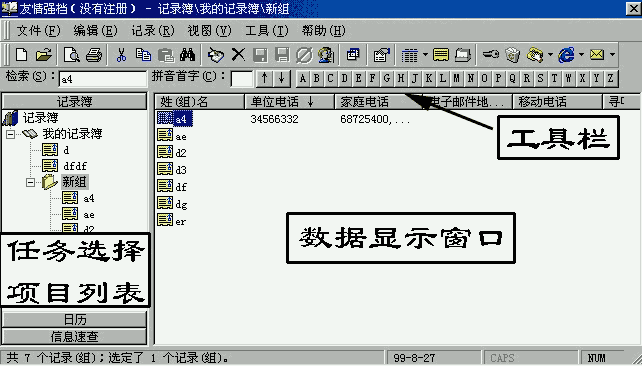 友情强档(没有注册) - 记录簿\我的记录簿\新组
文件(F) 编辑(E) 记录(R) 视图(V) 工具(T) 帮助(H)
检索(S): a4 拼音首字(C): ↑ ↓ A B C D E F G H J K L M N O P Q R S T W X Y Z
记录簿
姓(组)名 单位电话 ↓ 家庭电话 电子邮件地... 移动电话 寻呼
记录簿
我的记录簿
d
dfdf
新组
a4
ae
d2
a4 34566332 68725400,...
ae
d2
d3
df
dg
er
工具栏
数据显示窗口
任务选择
项目列表
日历
信息速查
共 7 个记录(组);选定了 1 个记录(组)。 99-8-27 CAPS NUM